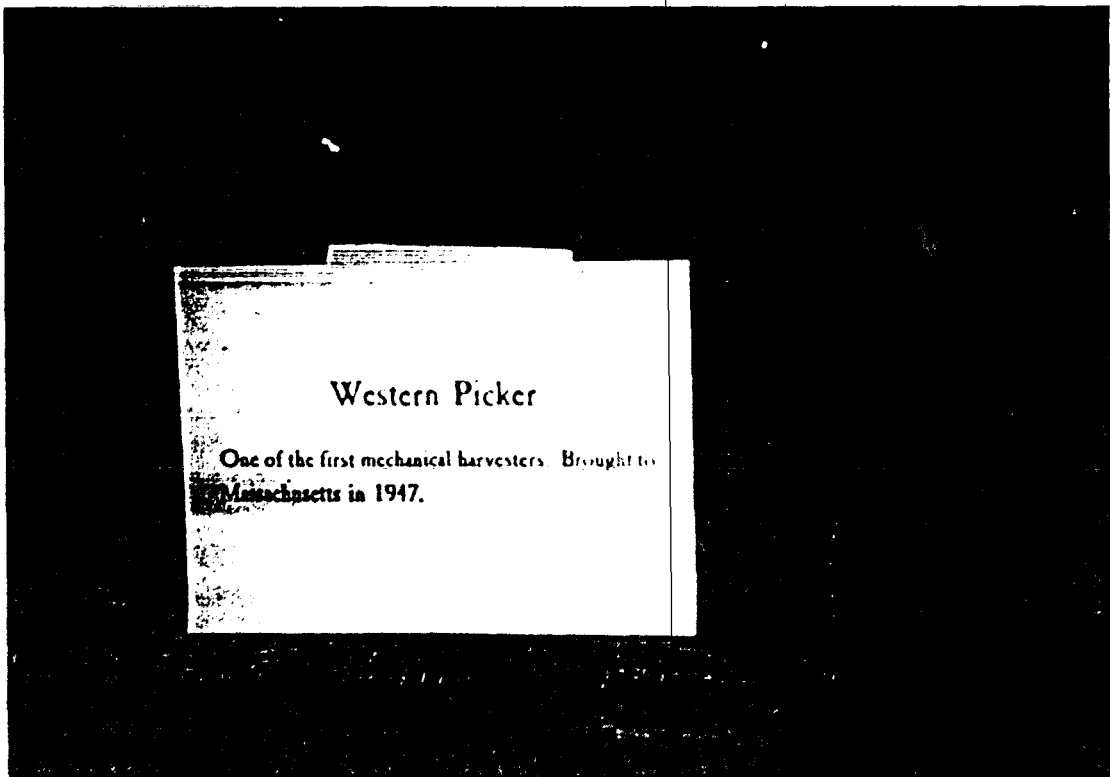 Western Picker
One of the first mechanical harvesters. Brought to
Massachusetts in 1947.